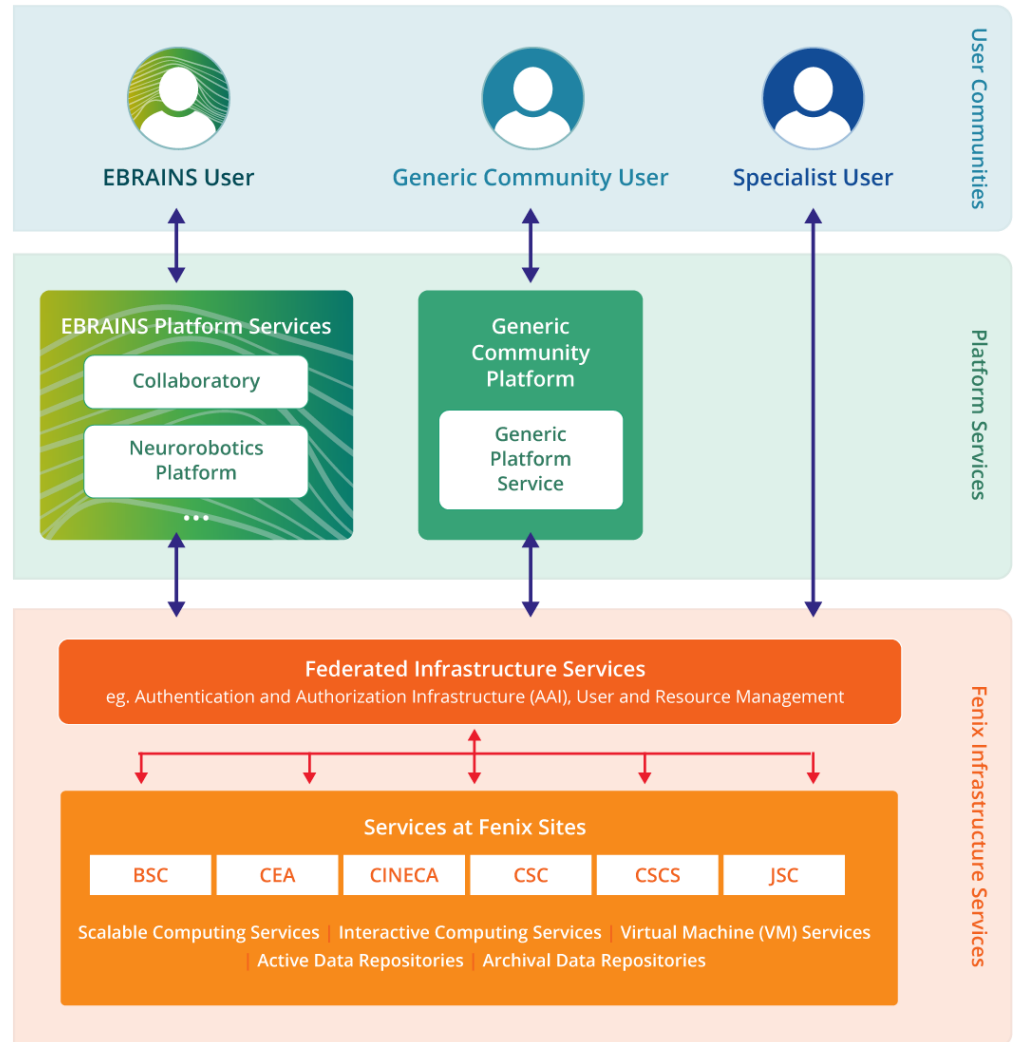 User Communities
EBRAINS User
Generic Community User
Specialist User
Platform Services
EBRAINS Platform Services
Collaboratory
Neurorobotics
Platform
...
Generic
Community
Platform
Generic
Platform
Service
Fenix Infrastructure Services
Federated Infrastructure Services
eg. Authentication and Authorization Infrastructure (AAI), User and Resource Management
Services at Fenix Sites
BSC
CEA
CINECA
CSC
CSCS
JSC
Scalable Computing Services | Interactive Computing Services | Virtual Machine (VM) Services
| Active Data Repositories | Archival Data Repositories